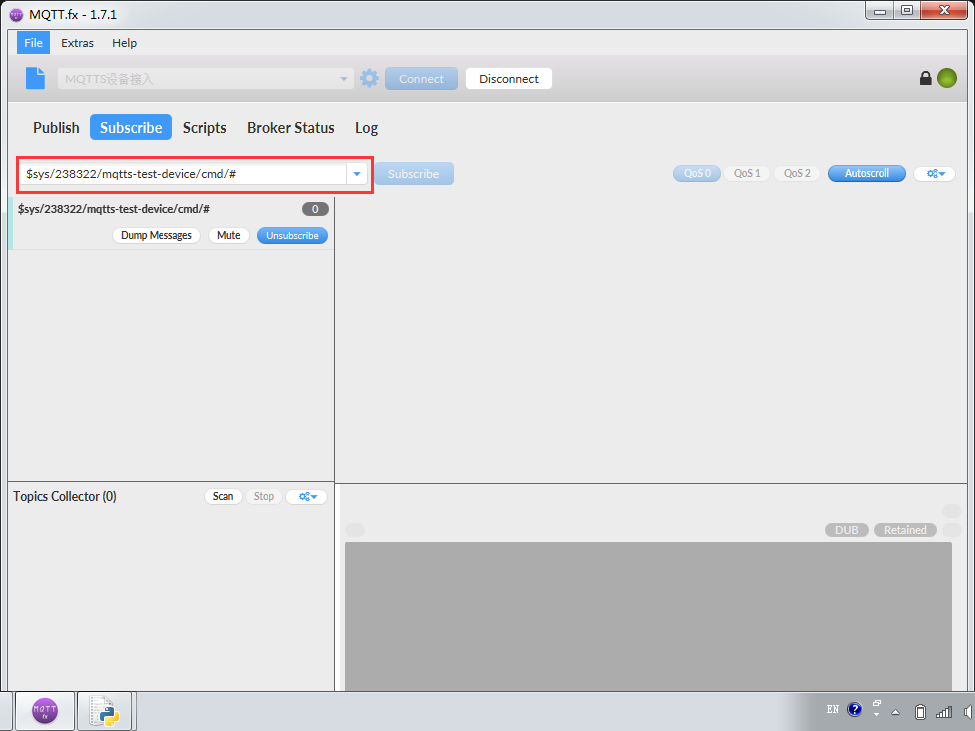 MQTT.fx - 1.7.1
File Extras Help
MQTTS设备接入 Connect Disconnect
Publish Subscribe Scripts Broker Status Log
$sys/238322/mqtts-test-device/cmd/# Subscribe QoS 0 QoS 1 QoS 2 Autoscroll
$sys/238322/mqtts-test-device/cmd/# 0
Dump Messages Mute Unsubscribe
Topics Collector (0) Scan Stop
DUB Retained
MQTT
fx
EN